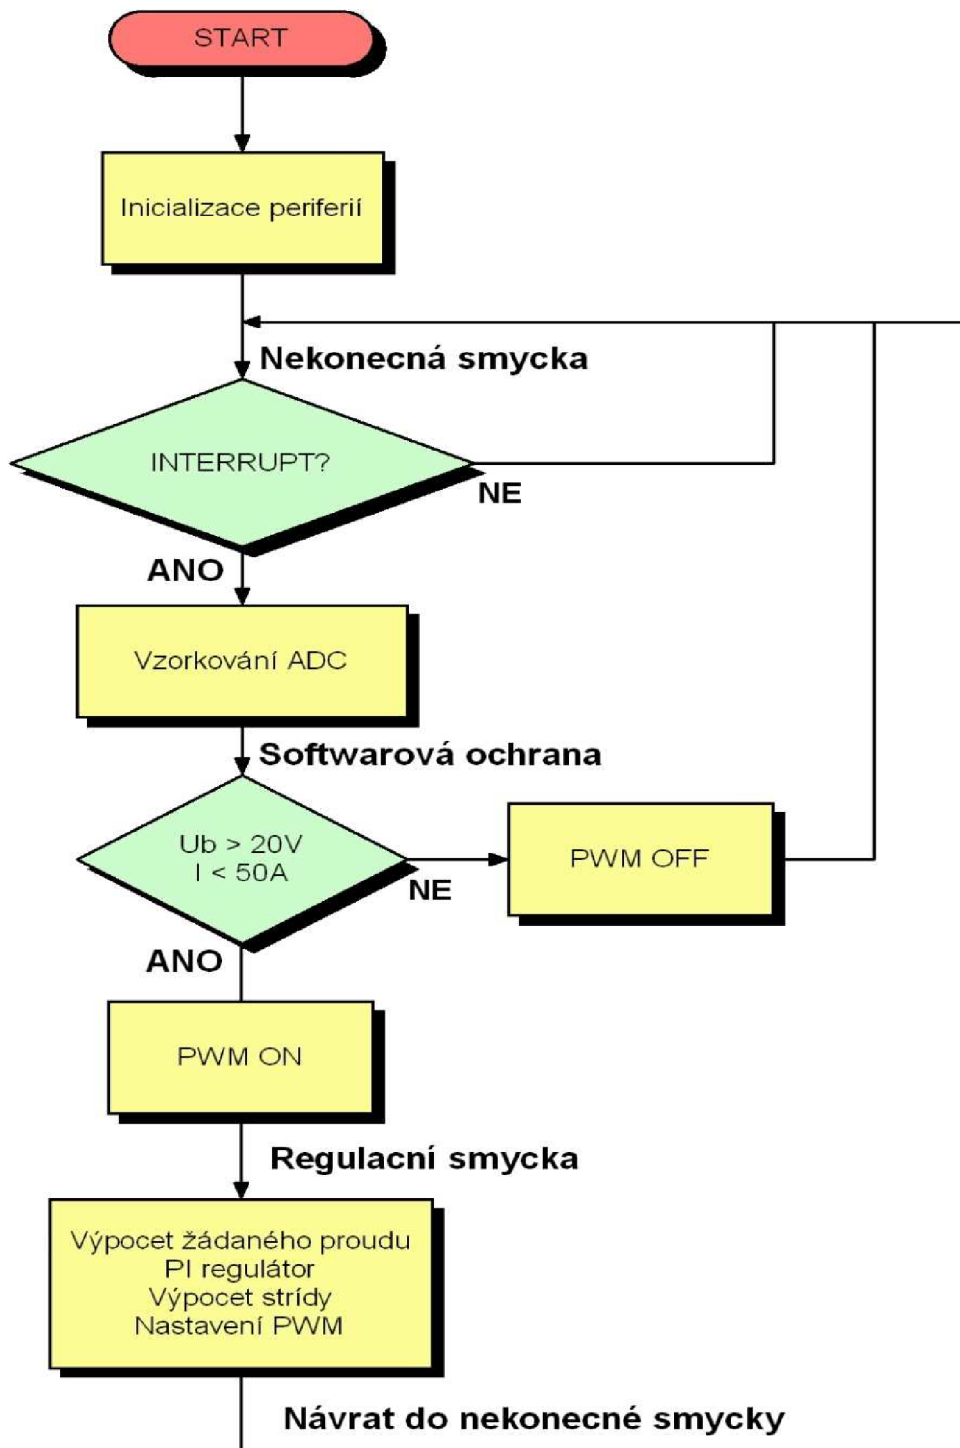 START
Inicializace periferií
Nekonecná smycka
INTERRUPT?
NE
ANO
Vzorkování ADC
Softwarová ochrana
Ub > 20V
I < 50A
NE
PWM OFF
ANO
PWM ON
Regulacní smycka
Výpocet žádaného proudu
PI regulátor
Výpocet strídy
Nastavení PWM
Návrat do nekonecné smycky